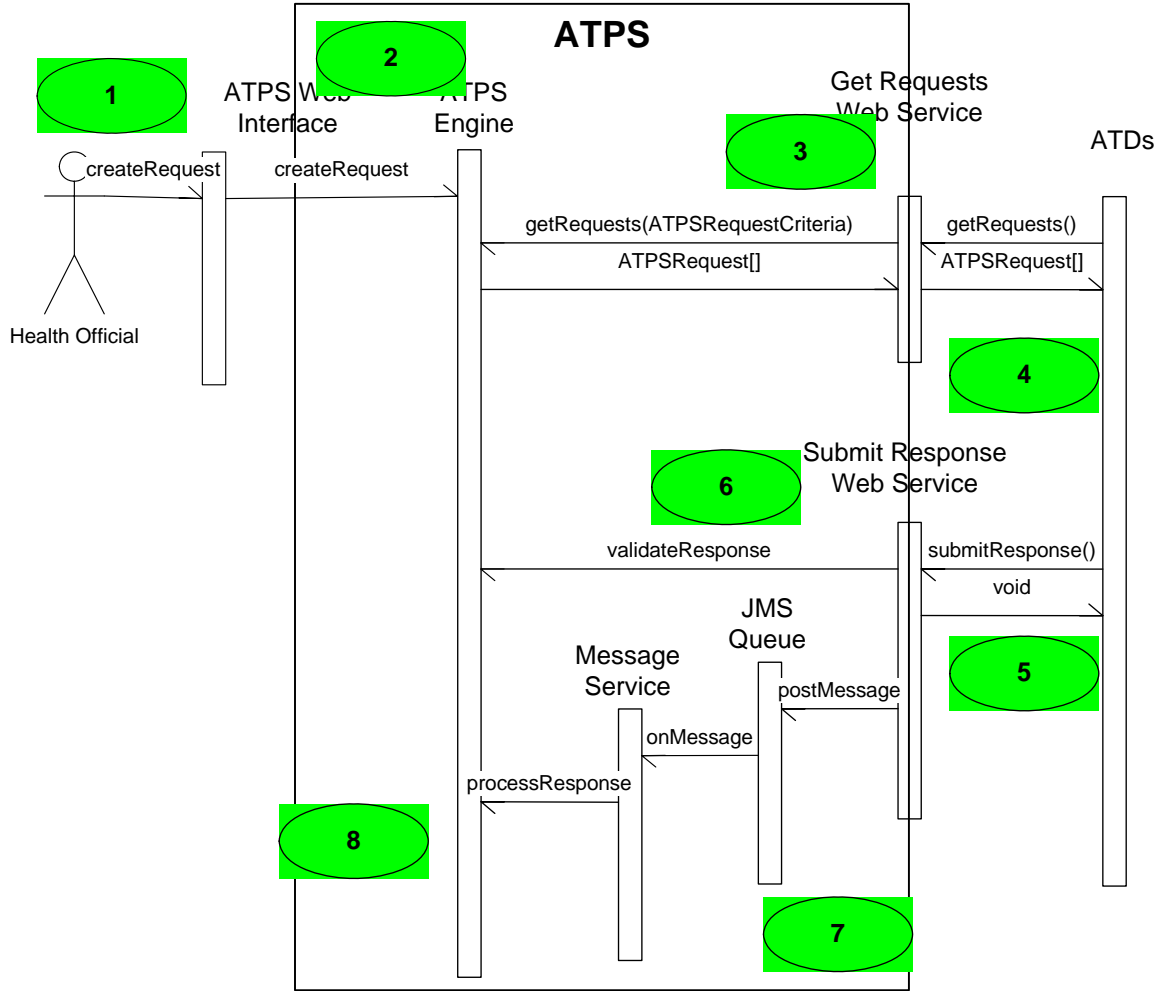 ATPS
2
1
ATPS Web
Interface
ATPS
Engine
Get Requests
Web Service
3
ATDs
createRequest
createRequest
getRequests(ATPSRequestCriteria)
getRequests()
ATPSRequest[]
ATPSRequest[]
Health Official
4
Submit Response
Web Service
6
validateResponse
submitResponse()
void
JMS
Queue
Message
Service
5
postMessage
onMessage
processResponse
8
7